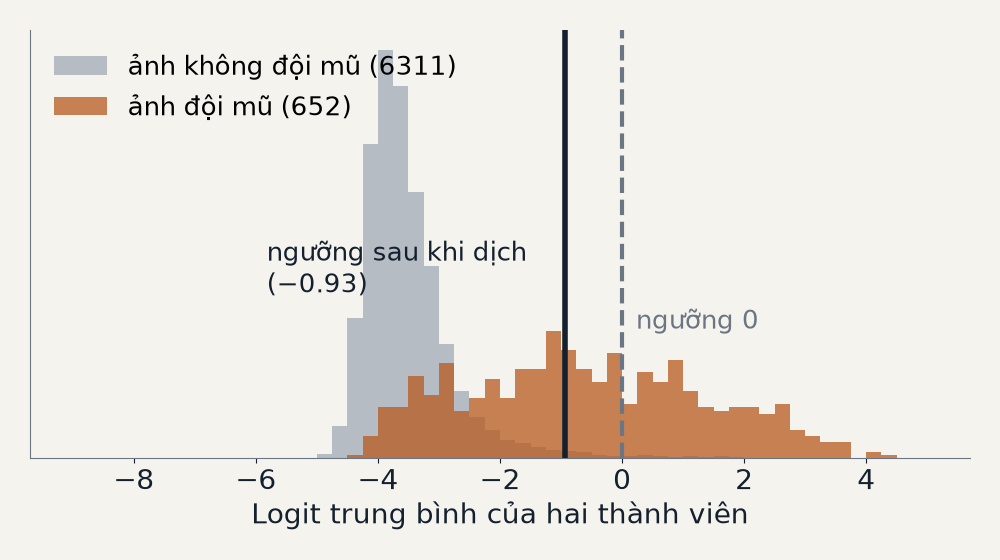 ảnh không đội mũ (6311)
ảnh đội mũ (652)
ngưỡng sau khi dịch
(−0.93)
ngưỡng 0
−8 −6 −4 −2 0 2 4
Logit trung bình của hai thành viên